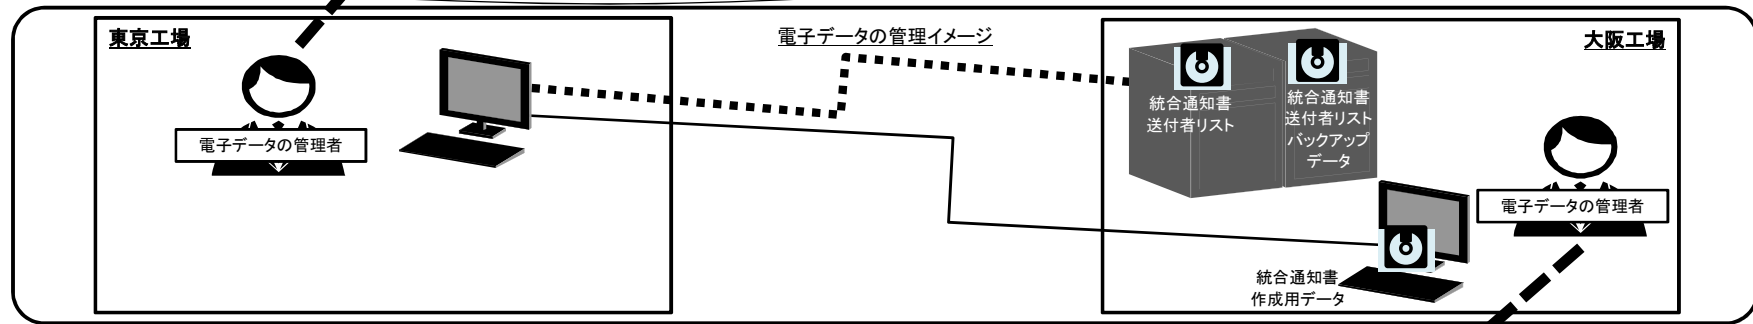 東京工場
電子データの管理者
電子データの管理イメージ
統合通知書
送付者リスト
統合通知書
送付者リスト
バックアップ
データ
大阪工場
電子データの管理者
統合通知書
作成用データ